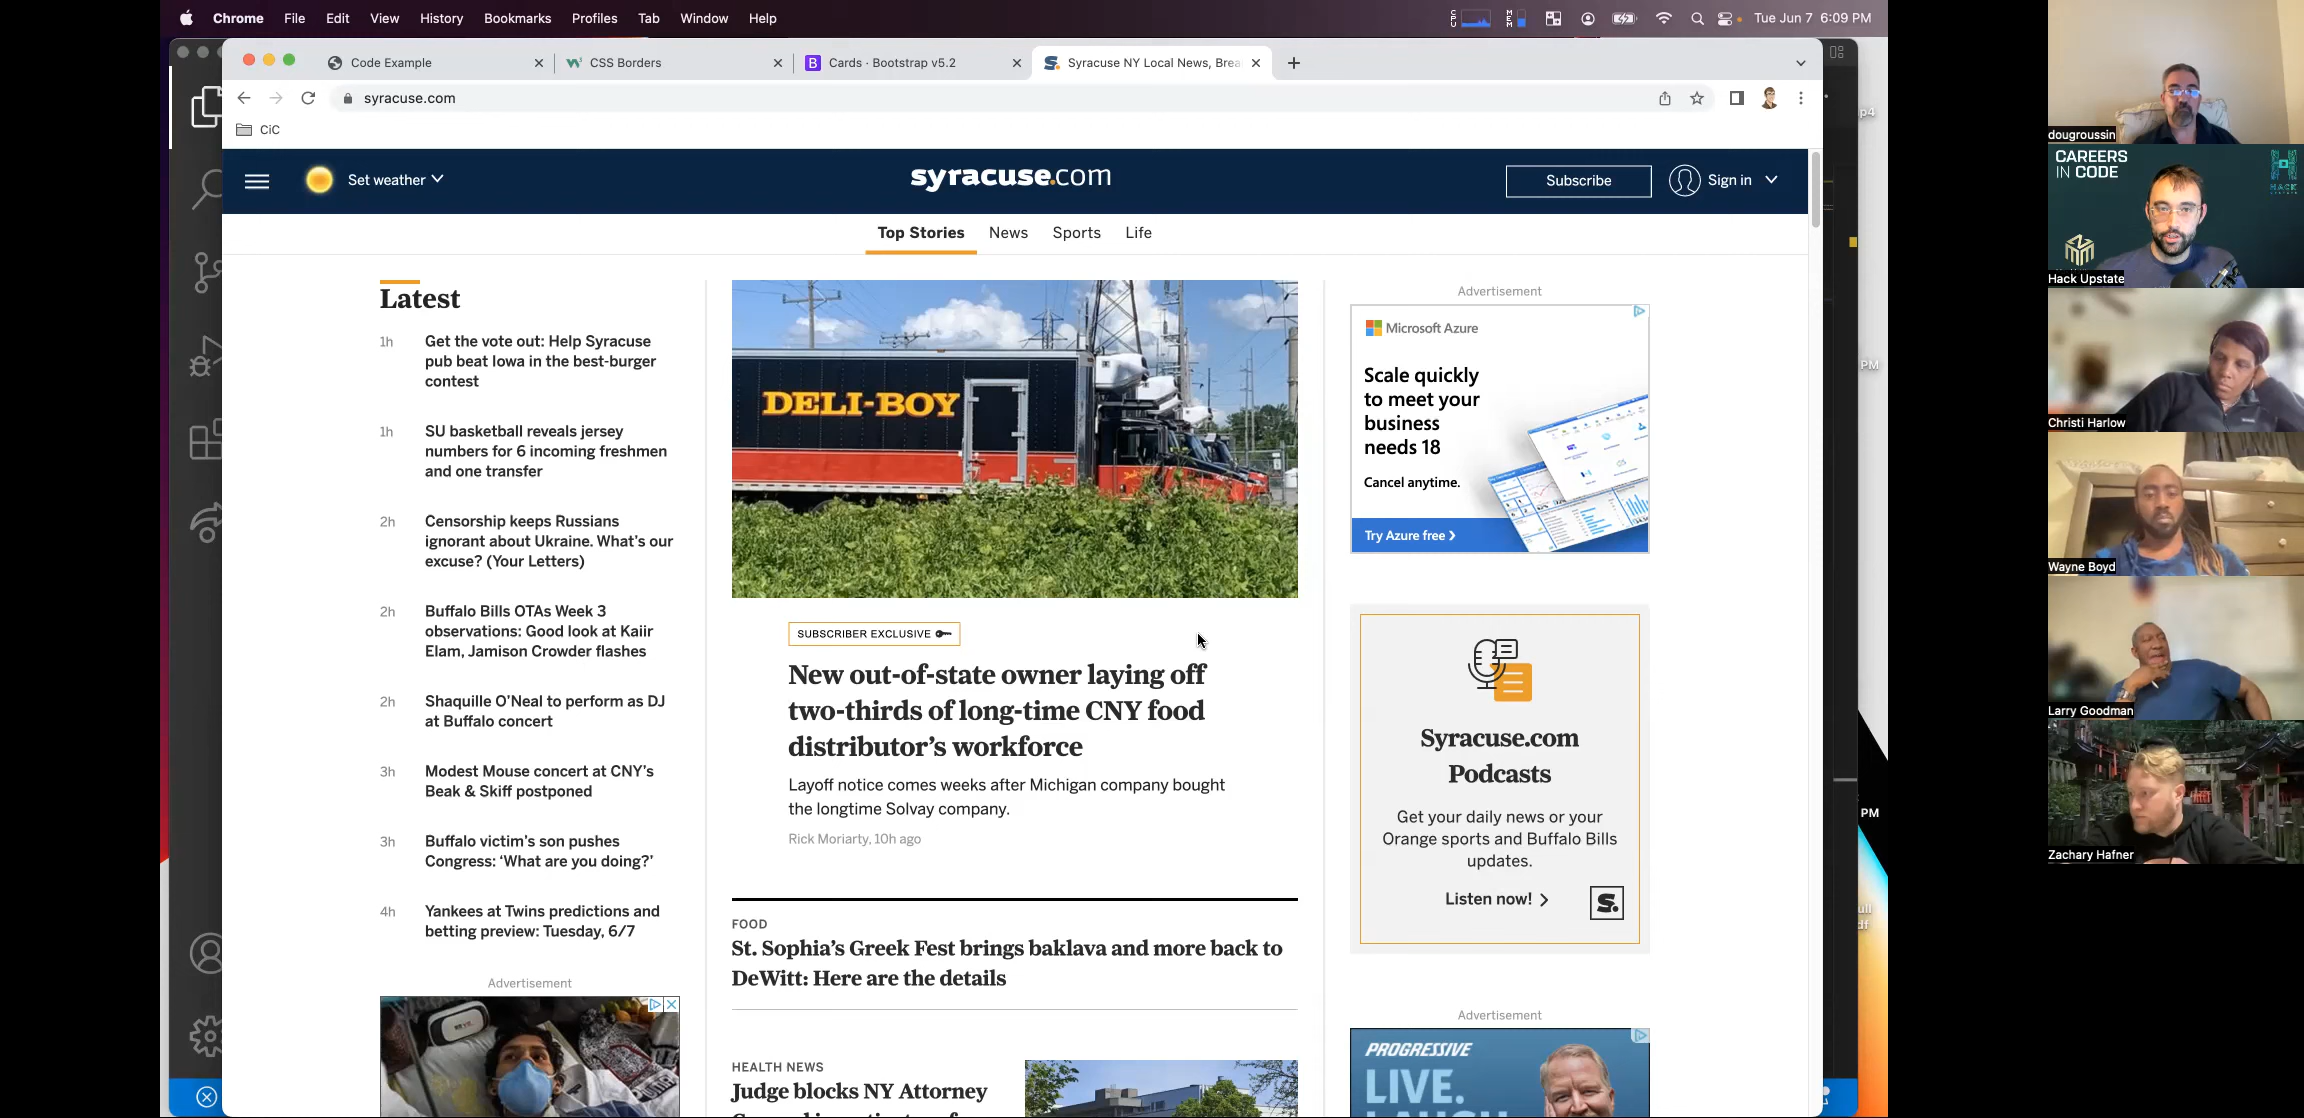 Chrome File Edit View History Bookmarks Profiles Tab Window Help
CPU MEM Tue Jun 7 6:09 PM
Code Example CSS Borders Cards · Bootstrap v5.2 Syracuse NY Local News, Brea
syracuse.com
CiC
Set weather
syracuse.com
Subscribe
Sign in
Top Stories News Sports Life
Latest
1h
Get the vote out: Help Syracuse
pub beat Iowa in the best-burger
contest
1h
SU basketball reveals jersey
numbers for 6 incoming freshmen
and one transfer
2h
Censorship keeps Russians
ignorant about Ukraine. What’s our
excuse? (Your Letters)
2h
Buffalo Bills OTAs Week 3
observations: Good look at Kaiir
Elam, Jamison Crowder flashes
2h
Shaquille O’Neal to perform as DJ
at Buffalo concert
3h
Modest Mouse concert at CNY’s
Beak & Skiff postponed
3h
Buffalo victim’s son pushes
Congress: ‘What are you doing?’
4h
Yankees at Twins predictions and
betting preview: Tuesday, 6/7
Advertisement
DELI-BOY
SUBSCRIBER EXCLUSIVE
New out-of-state owner laying off
two-thirds of long-time CNY food
distributor’s workforce
Layoff notice comes weeks after Michigan company bought
the longtime Solvay company.
Rick Moriarty, 10h ago
FOOD
St. Sophia’s Greek Fest brings baklava and more back to
DeWitt: Here are the details
HEALTH NEWS
Judge blocks NY Attorney
Advertisement
Microsoft Azure
Scale quickly
to meet your
business
needs 18
Cancel anytime.
Try Azure free >
Syracuse.com
Podcasts
Get your daily news or your
Orange sports and Buffalo Bills
updates.
Listen now! >
S.
Advertisement
PROGRESSIVE
LIVE.
p4
PM
PM
dougroussin
CAREERS
IN CODE
HACK
Hack Upstate
Christi Harlow
Wayne Boyd
Larry Goodman
Zachary Hafner